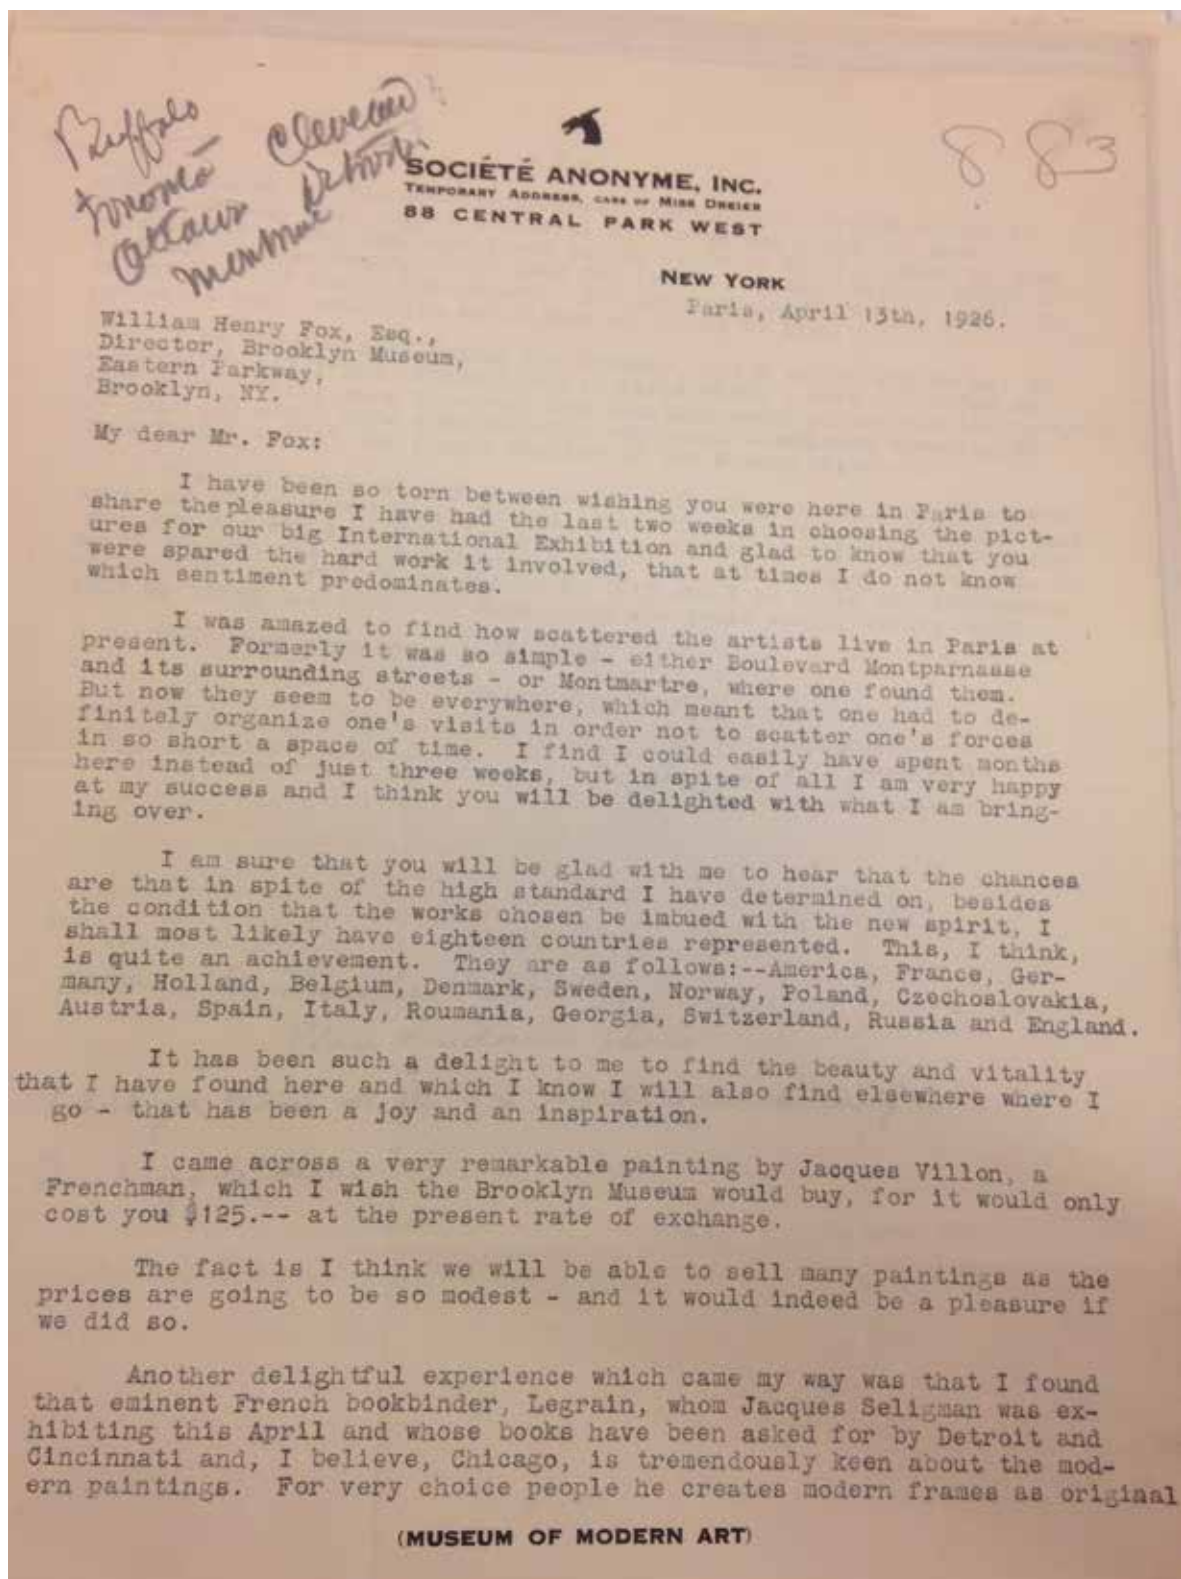 Buffalo
Cleveland
Toronto
Detroit
Ottawa
Montreal
883
SOCIÉTÉ ANONYME, INC.
TEMPORARY ADDRESS, CARE OF MISS DREIER
88 CENTRAL PARK WEST
NEW YORK
Paris, April 13th, 1926.
William Henry Fox, Esq.,
Director, Brooklyn Museum,
Eastern Parkway,
Brooklyn, NY.
My dear Mr. Fox:
I have been so torn between wishing you were here in Paris to
share the pleasure I have had the last two weeks in choosing the pict-
ures for our big International Exhibition and glad to know that you
were spared the hard work it involved, that at times I do not know
which sentiment predominates.
I was amazed to find how scattered the artists live in Paris at
present. Formerly it was so simple - either Boulevard Montparnasse
and its surrounding streets - or Montmartre, where one found them.
But now they seem to be everywhere, which meant that one had to de-
finitely organize one's visits in order not to scatter one's forces
in so short a space of time. I find I could easily have spent months
here instead of just three weeks, but in spite of all I am very happy
at my success and I think you will be delighted with what I am bring-
ing over.
I am sure that you will be glad with me to hear that the chances
are that in spite of the high standard I have determined on, besides
the condition that the works chosen be imbued with the new spirit, I
shall most likely have eighteen countries represented. This, I think,
is quite an achievement. They are as follows:--America, France, Ger-
many, Holland, Belgium, Denmark, Sweden, Norway, Poland, Czechoslovakia,
Austria, Spain, Italy, Roumania, Georgia, Switzerland, Russia and England.
It has been such a delight to me to find the beauty and vitality
that I have found here and which I know I will also find elsewhere where I
go - that has been a joy and an inspiration.
I came across a very remarkable painting by Jacques Villon, a
Frenchman, which I wish the Brooklyn Museum would buy, for it would only
cost you $125.-- at the present rate of exchange.
The fact is I think we will be able to sell many paintings as the
prices are going to be so modest - and it would indeed be a pleasure if
we did so.
Another delightful experience which came my way was that I found
that eminent French bookbinder, Legrain, whom Jacques Seligman was ex-
hibiting this April and whose books have been asked for by Detroit and
Cincinnati and, I believe, Chicago, is tremendously keen about the mod-
ern paintings. For very choice people he creates modern frames as original
(MUSEUM OF MODERN ART)